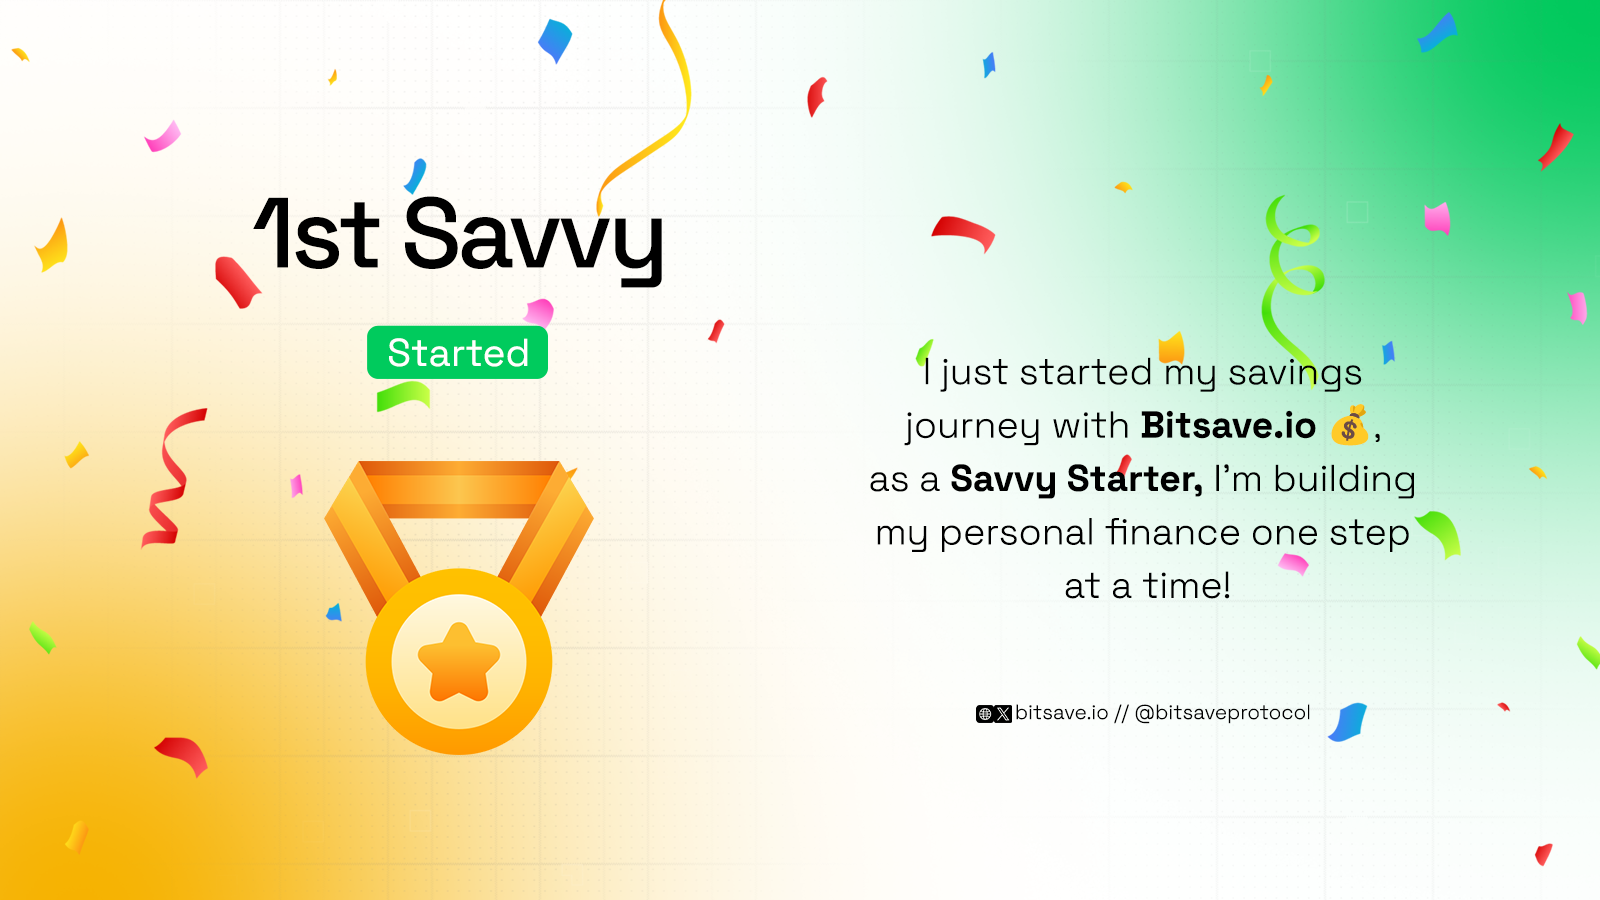 1st Savvy
Started
I just started my savings
journey with Bitsave.io 💰,
as a Savvy Starter, I'm building
my personal finance one step
at a time!
bitsave.io // @bitsaveprotocol